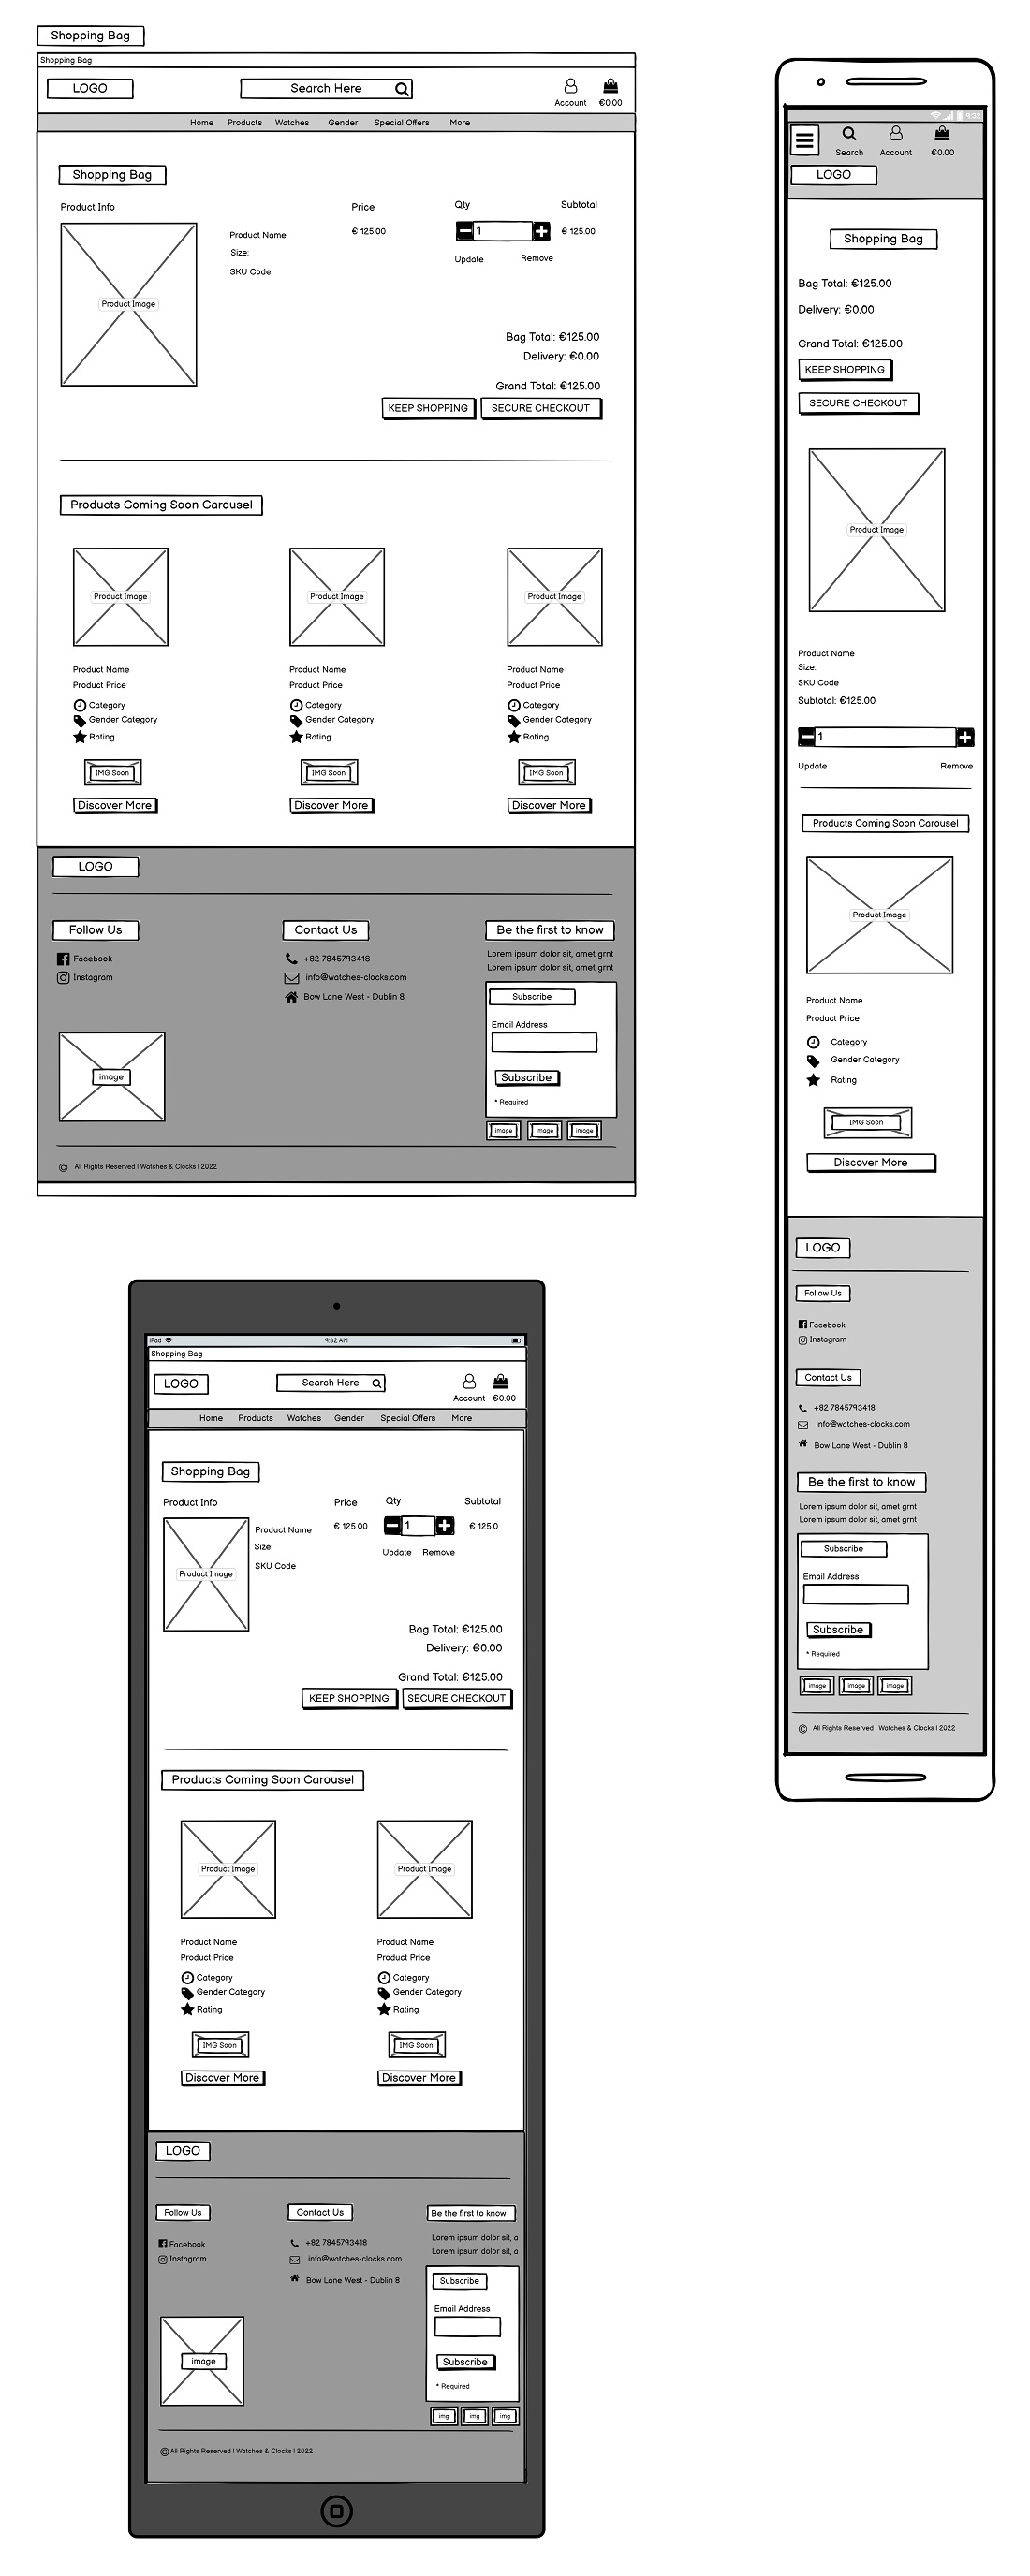 Shopping Bag
Shopping Bag
LOGO
Search Here
Account €0.00
Home Products Watches Gender Special Offers More
Shopping Bag
Product Info Price Qty Subtotal
Product Name € 125.00 1 € 125.00
Size:
SKU Code
Update Remove
Product Image
Bag Total: €125.00
Delivery: €0.00
Grand Total: €125.00
KEEP SHOPPING SECURE CHECKOUT
Products Coming Soon Carousel
Product Image Product Image Product Image
Product Name Product Name Product Name
Product Price Product Price Product Price
Category Category Category
Gender Category Gender Category Gender Category
Rating Rating Rating
IMG Soon IMG Soon IMG Soon
Discover More Discover More Discover More
LOGO
Follow Us Contact Us Be the first to know
Facebook +82 7845793418 Lorem ipsum dolor sit, amet grnt
Instagram info@watches-clocks.com Lorem ipsum dolor sit, amet grnt
Bow Lane West - Dublin 8
Subscribe
Email Address
image
Subscribe
* Required
image image image
© All Rights Reserved | Watches & Clocks | 2022
9:32
Search Account €0.00
LOGO
Shopping Bag
Bag Total: €125.00
Delivery: €0.00
Grand Total: €125.00
KEEP SHOPPING
SECURE CHECKOUT
Product Image
Product Name
Size:
SKU Code
Subtotal: €125.00
1
Update Remove
Products Coming Soon Carousel
Product Image
Product Name
Product Price
Category
Gender Category
Rating
IMG Soon
Discover More
LOGO
Follow Us
Facebook
Instagram
Contact Us
+82 7845793418
info@watches-clocks.com
Bow Lane West - Dublin 8
Be the first to know
Lorem ipsum dolor sit, amet grnt
Lorem ipsum dolor sit, amet grnt
Subscribe
Email Address
Subscribe
* Required
image image image
© All Rights Reserved | Watches & Clocks | 2022
iPad 9:32 AM
Shopping Bag
LOGO
Search Here
Account €0.00
Home Products Watches Gender Special Offers More
Shopping Bag
Product Info Price Qty Subtotal
Product Name € 125.00 1 € 125.0
Size:
SKU Code
Update Remove
Product Image
Bag Total: €125.00
Delivery: €0.00
Grand Total: €125.00
KEEP SHOPPING SECURE CHECKOUT
Products Coming Soon Carousel
Product Image Product Image
Product Name Product Name
Product Price Product Price
Category Category
Gender Category Gender Category
Rating Rating
IMG Soon IMG Soon
Discover More Discover More
LOGO
Follow Us Contact Us Be the first to know
Facebook +82 7845793418 Lorem ipsum dolor sit, a
Instagram info@watches-clocks.com Lorem ipsum dolor sit, a
Bow Lane West - Dublin 8
Subscribe
Email Address
image
Subscribe
* Required
img img img
© All Rights Reserved | Watches & Clocks | 2022